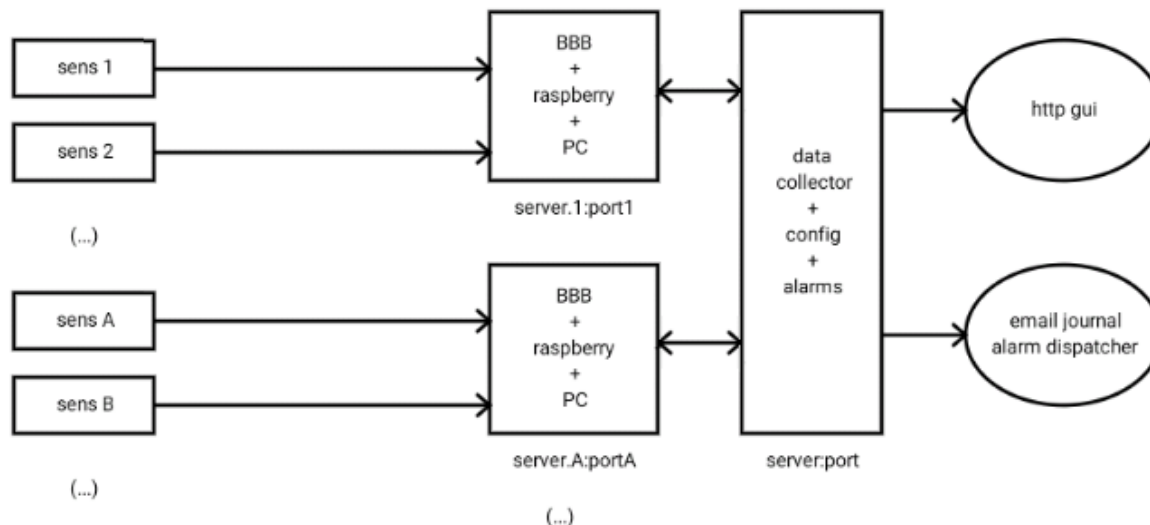 sens 1
sens 2
(...)
BBB
+
raspberry
+
PC
server.1:port1
sens A
sens B
(...)
BBB
+
raspberry
+
PC
server.A:portA
(...)
data
collector
+
config
+
alarms
server:port
http gui
email journal
alarm dispatcher